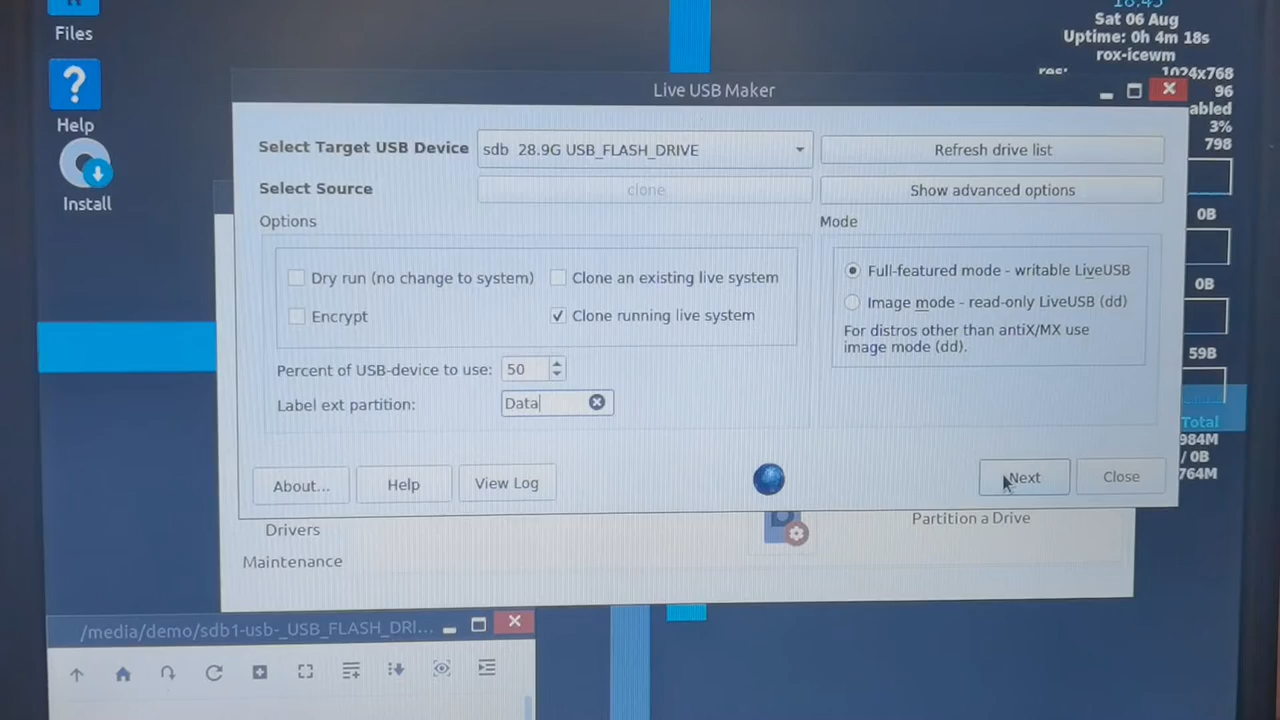 18:45
Files
Sat 06 Aug
Uptime: 0h 4m 18s
rox-icewm
res: 1024x768
Help
Live USB Maker
96
abled
3%
798
Install
Select Target USB Device sdb 28.9G USB_FLASH_DRIVE Refresh drive list
Select Source clone Show advanced options
Options Mode
0B
Dry run (no change to system) Clone an existing live system Full-featured mode - writable LiveUSB
0B
Encrypt Clone running live system Image mode - read-only LiveUSB (dd)
For distros other than antiX/MX use
image mode (dd).
59B
Percent of USB-device to use: 50
Label ext partition: Data
Total
984M
/ 0B
764M
About... Help View Log Next Close
Drivers Partition a Drive
Maintenance
/media/demo/sdb1-usb-_USB_FLASH_DRI...